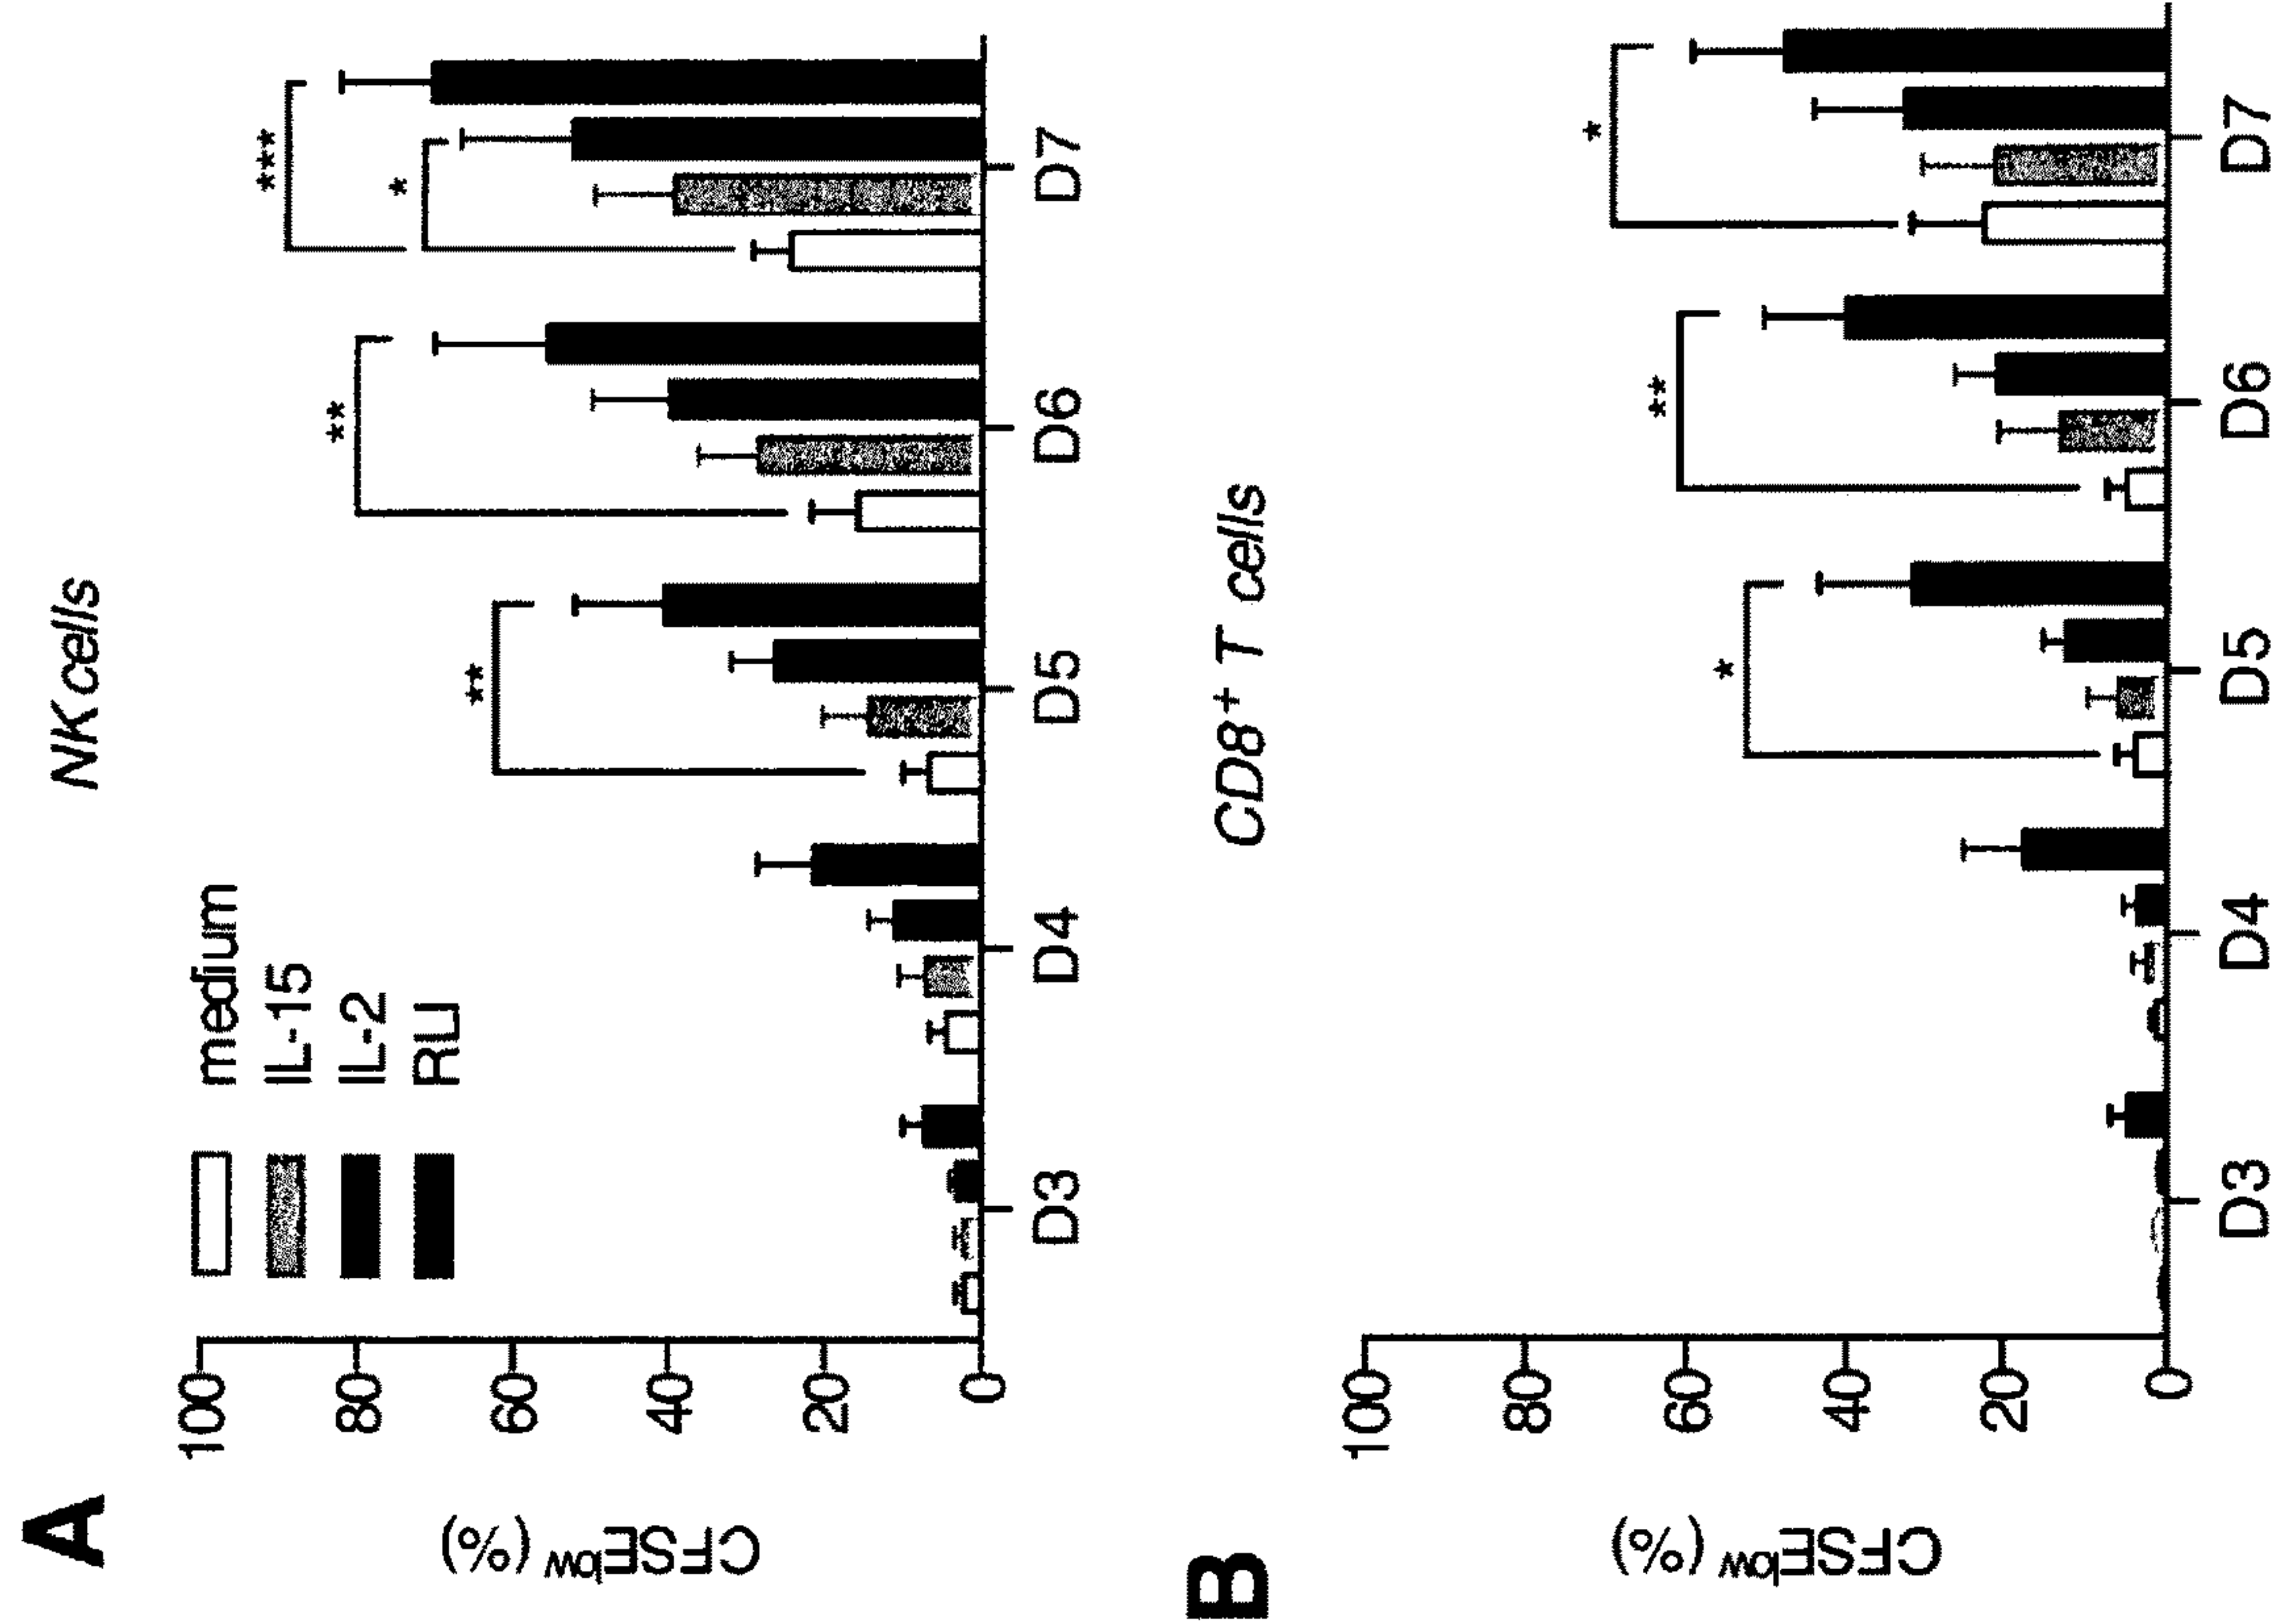 A
NK cells
medium
IL-15
IL-2
RLI
CFSElow (%)
100
80
60
40
20
0
**
**
*
***
D3
D4
D5
D6
D7
B
CD8+ T cells
CFSElow (%)
100
80
60
40
20
0
*
**
*
D3
D4
D5
D6
D7